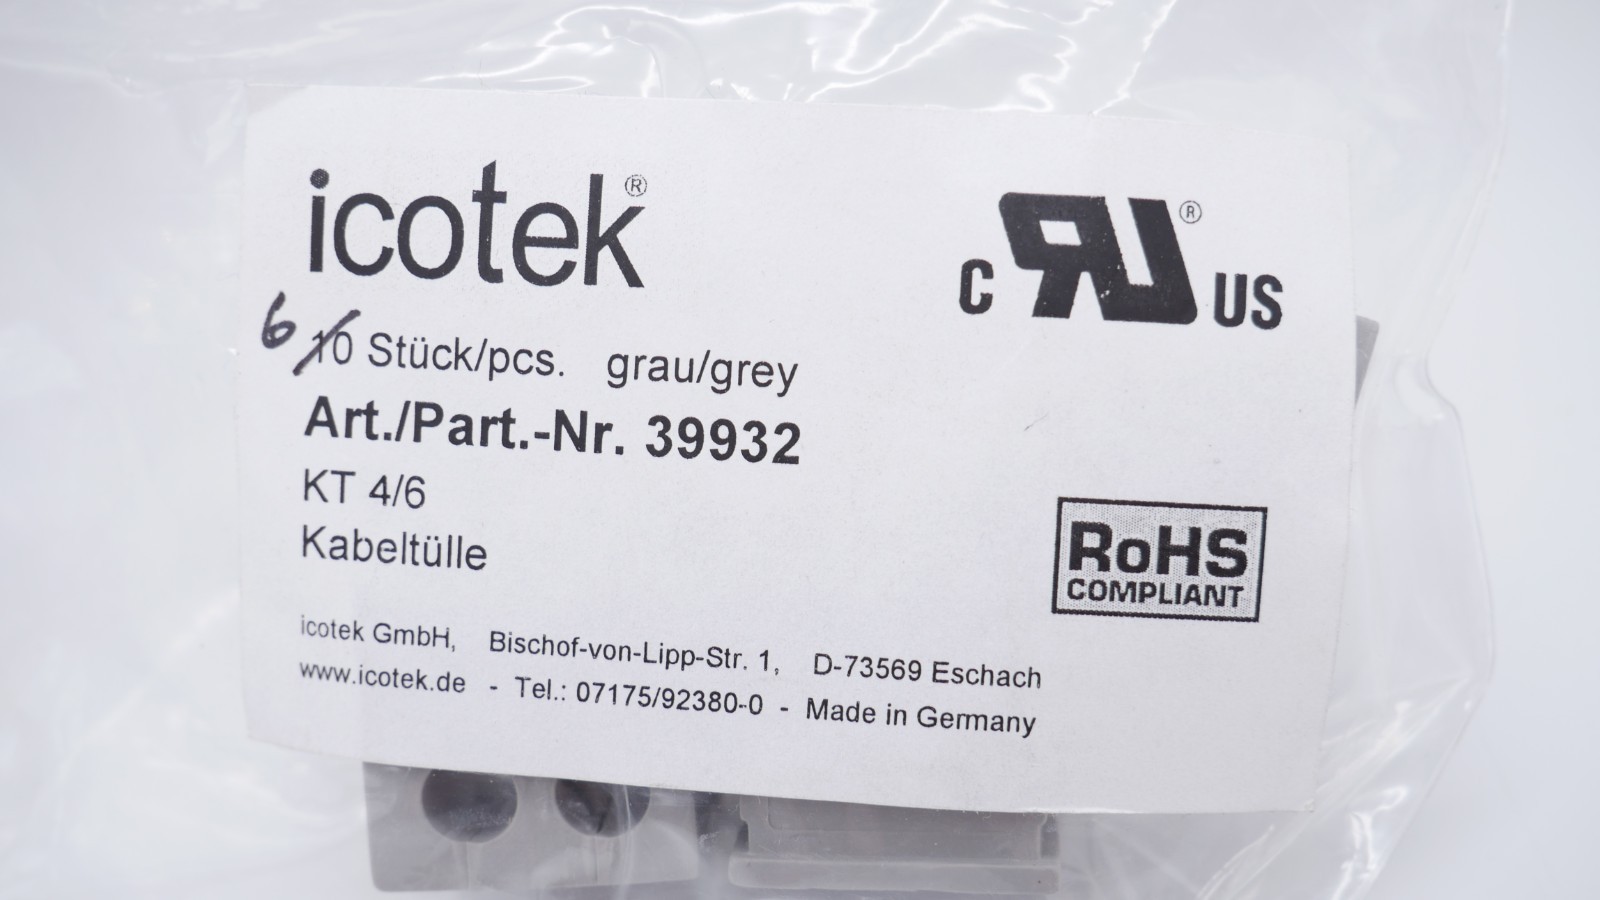 icotek®
6 10 Stück/pcs. grau/grey
Art./Part.-Nr. 39932
KT 4/6
Kabeltülle
icotek GmbH, Bischof-von-Lipp-Str. 1, D-73569 Eschach
www.icotek.de - Tel.: 07175/92380-0 - Made in Germany
C RU® US
RoHS
COMPLIANT